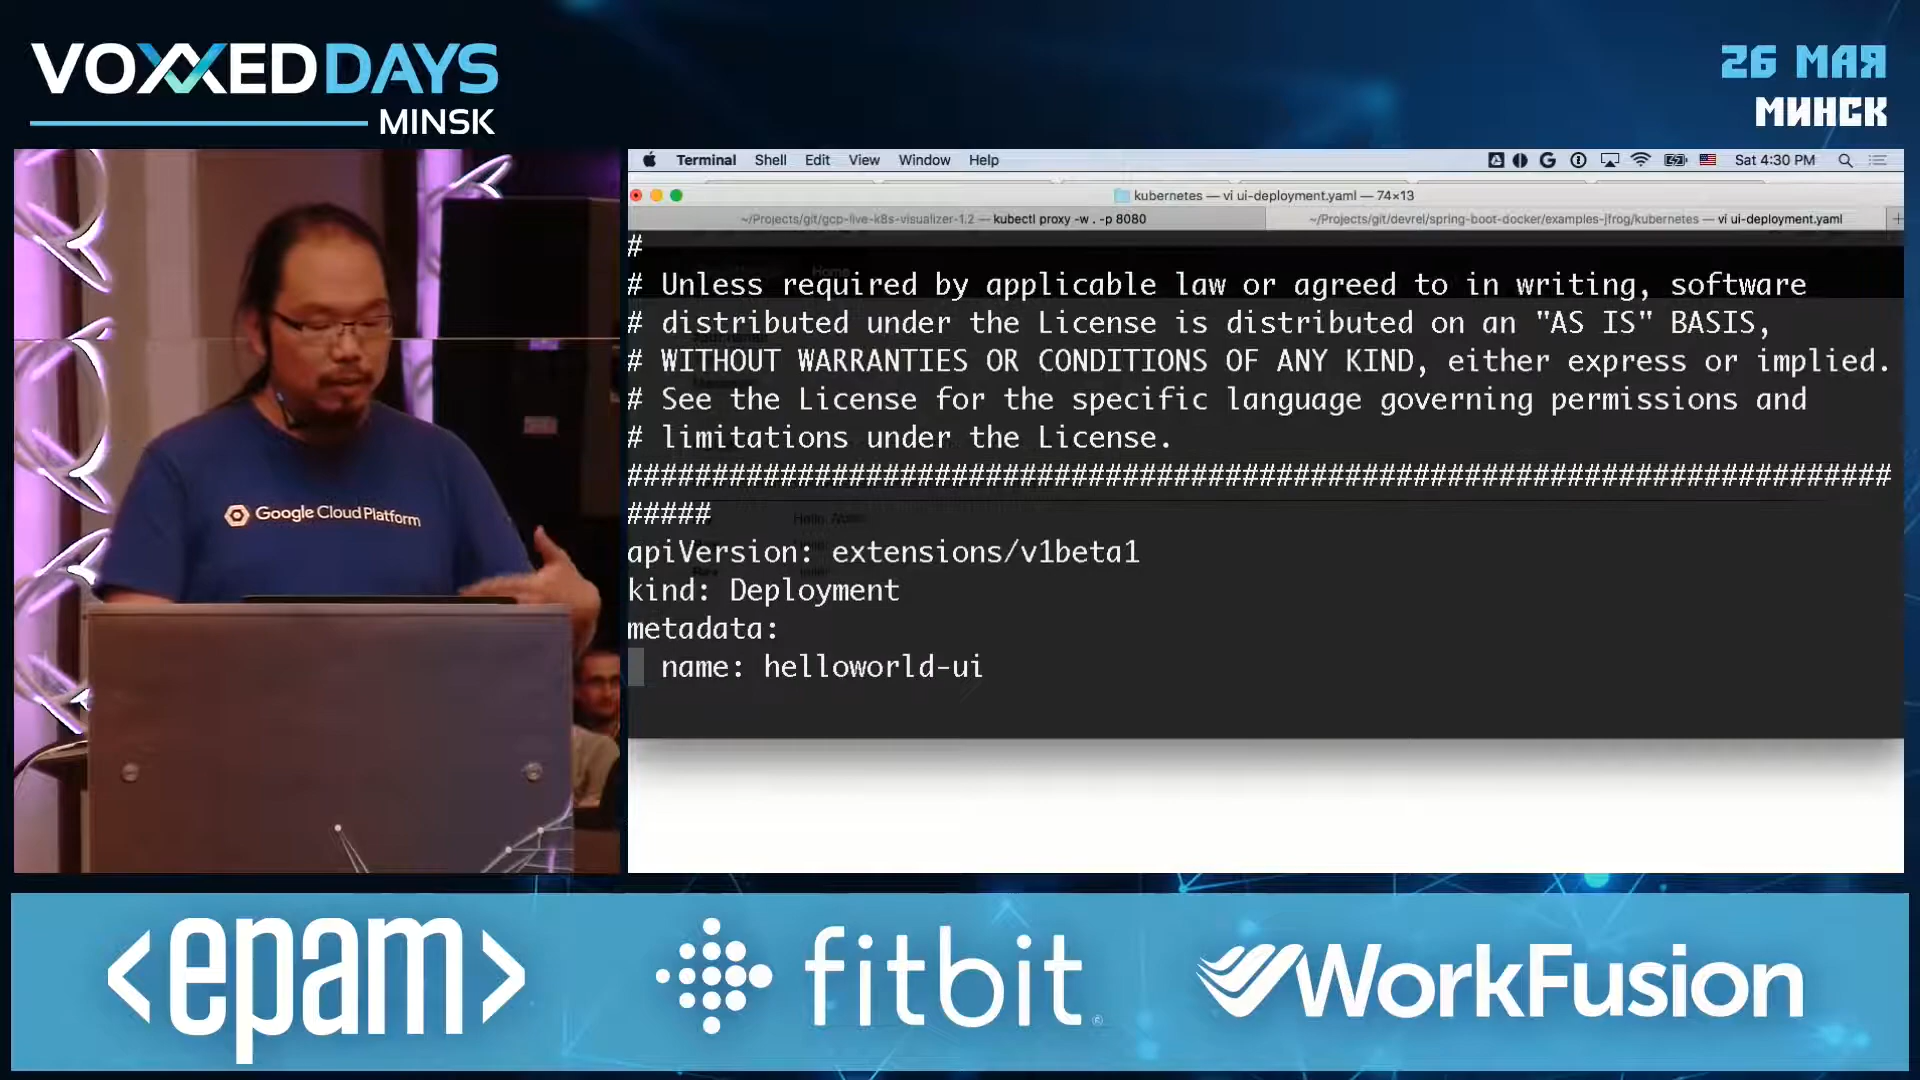 VOXXED DAYS
MINSK
26 МАЯ
МИНСК
Terminal Shell Edit View Window Help
Sat 4:30 PM
kubernetes — vi ui-deployment.yaml — 74×13
~/Projects/git/gcp-live-k8s-visualizer-1.2 — kubectl proxy -w . -p 8080
~/Projects/git/devrel/spring-boot-docker/examples-jfrog/kubernetes — vi ui-deployment.yaml
#
# Unless required by applicable law or agreed to in writing, software
# distributed under the License is distributed on an "AS IS" BASIS,
# WITHOUT WARRANTIES OR CONDITIONS OF ANY KIND, either express or implied.
# See the License for the specific language governing permissions and
# limitations under the License.
##########################################################################
#####
apiVersion: extensions/v1beta1
kind: Deployment
metadata:
name: helloworld-ui
Google Cloud Platform
<epam>
fitbit
WorkFusion